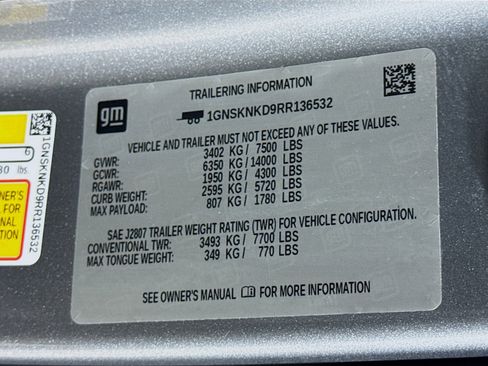 TRAILERING INFORMATION
gm
1GNSKNKD9RR136532
VEHICLE AND TRAILER MUST NOT EXCEED ANY OF THESE VALUES.
GVWR: 3402 KG / 7500 LBS
GCWR: 6350 KG / 14000 LBS
RGAWR: 1950 KG / 4300 LBS
CURB WEIGHT: 2595 KG / 5720 LBS
MAX PAYLOAD: 807 KG / 1780 LBS
SAE J2807 TRAILER WEIGHT RATING (TWR) FOR VEHICLE CONFIGURATION.
CONVENTIONAL TWR: 3493 KG / 7700 LBS
MAX TONGUE WEIGHT: 349 KG / 770 LBS
SEE OWNER'S MANUAL FOR MORE INFORMATION
6
lbs.
OWNER'S
FOR
1GNSKNKD9RR136532